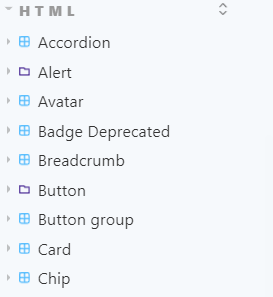 HTML
Accordion
Alert
Avatar
Badge Deprecated
Breadcrumb
Button
Button group
Card
Chip